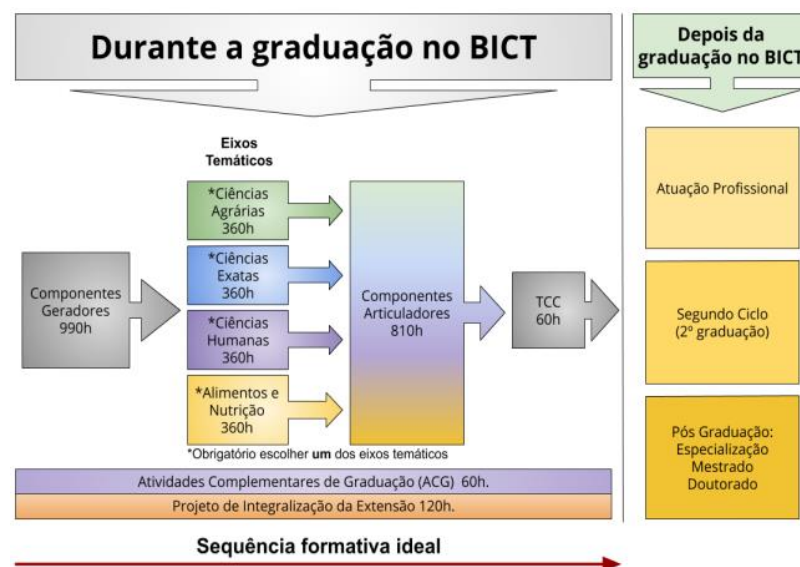 Durante a graduação no BICT
Depois da
graduação no BICT
Eixos
Temáticos
Componentes
Geradores
990h
*Ciências
Agrárias
360h
*Ciências
Exatas
360h
*Ciências
Humanas
360h
*Alimentos e
Nutrição
360h
*Obrigatório escolher um dos eixos temáticos
Componentes
Articuladores
810h
TCC
60h
Atividades Complementares de Graduação (ACG) 60h.
Projeto de Integralização da Extensão 120h.
Sequência formativa ideal
Atuação Profissional
Segundo Ciclo
(2º graduação)
Pós Graduação:
Especialização
Mestrado
Doutorado